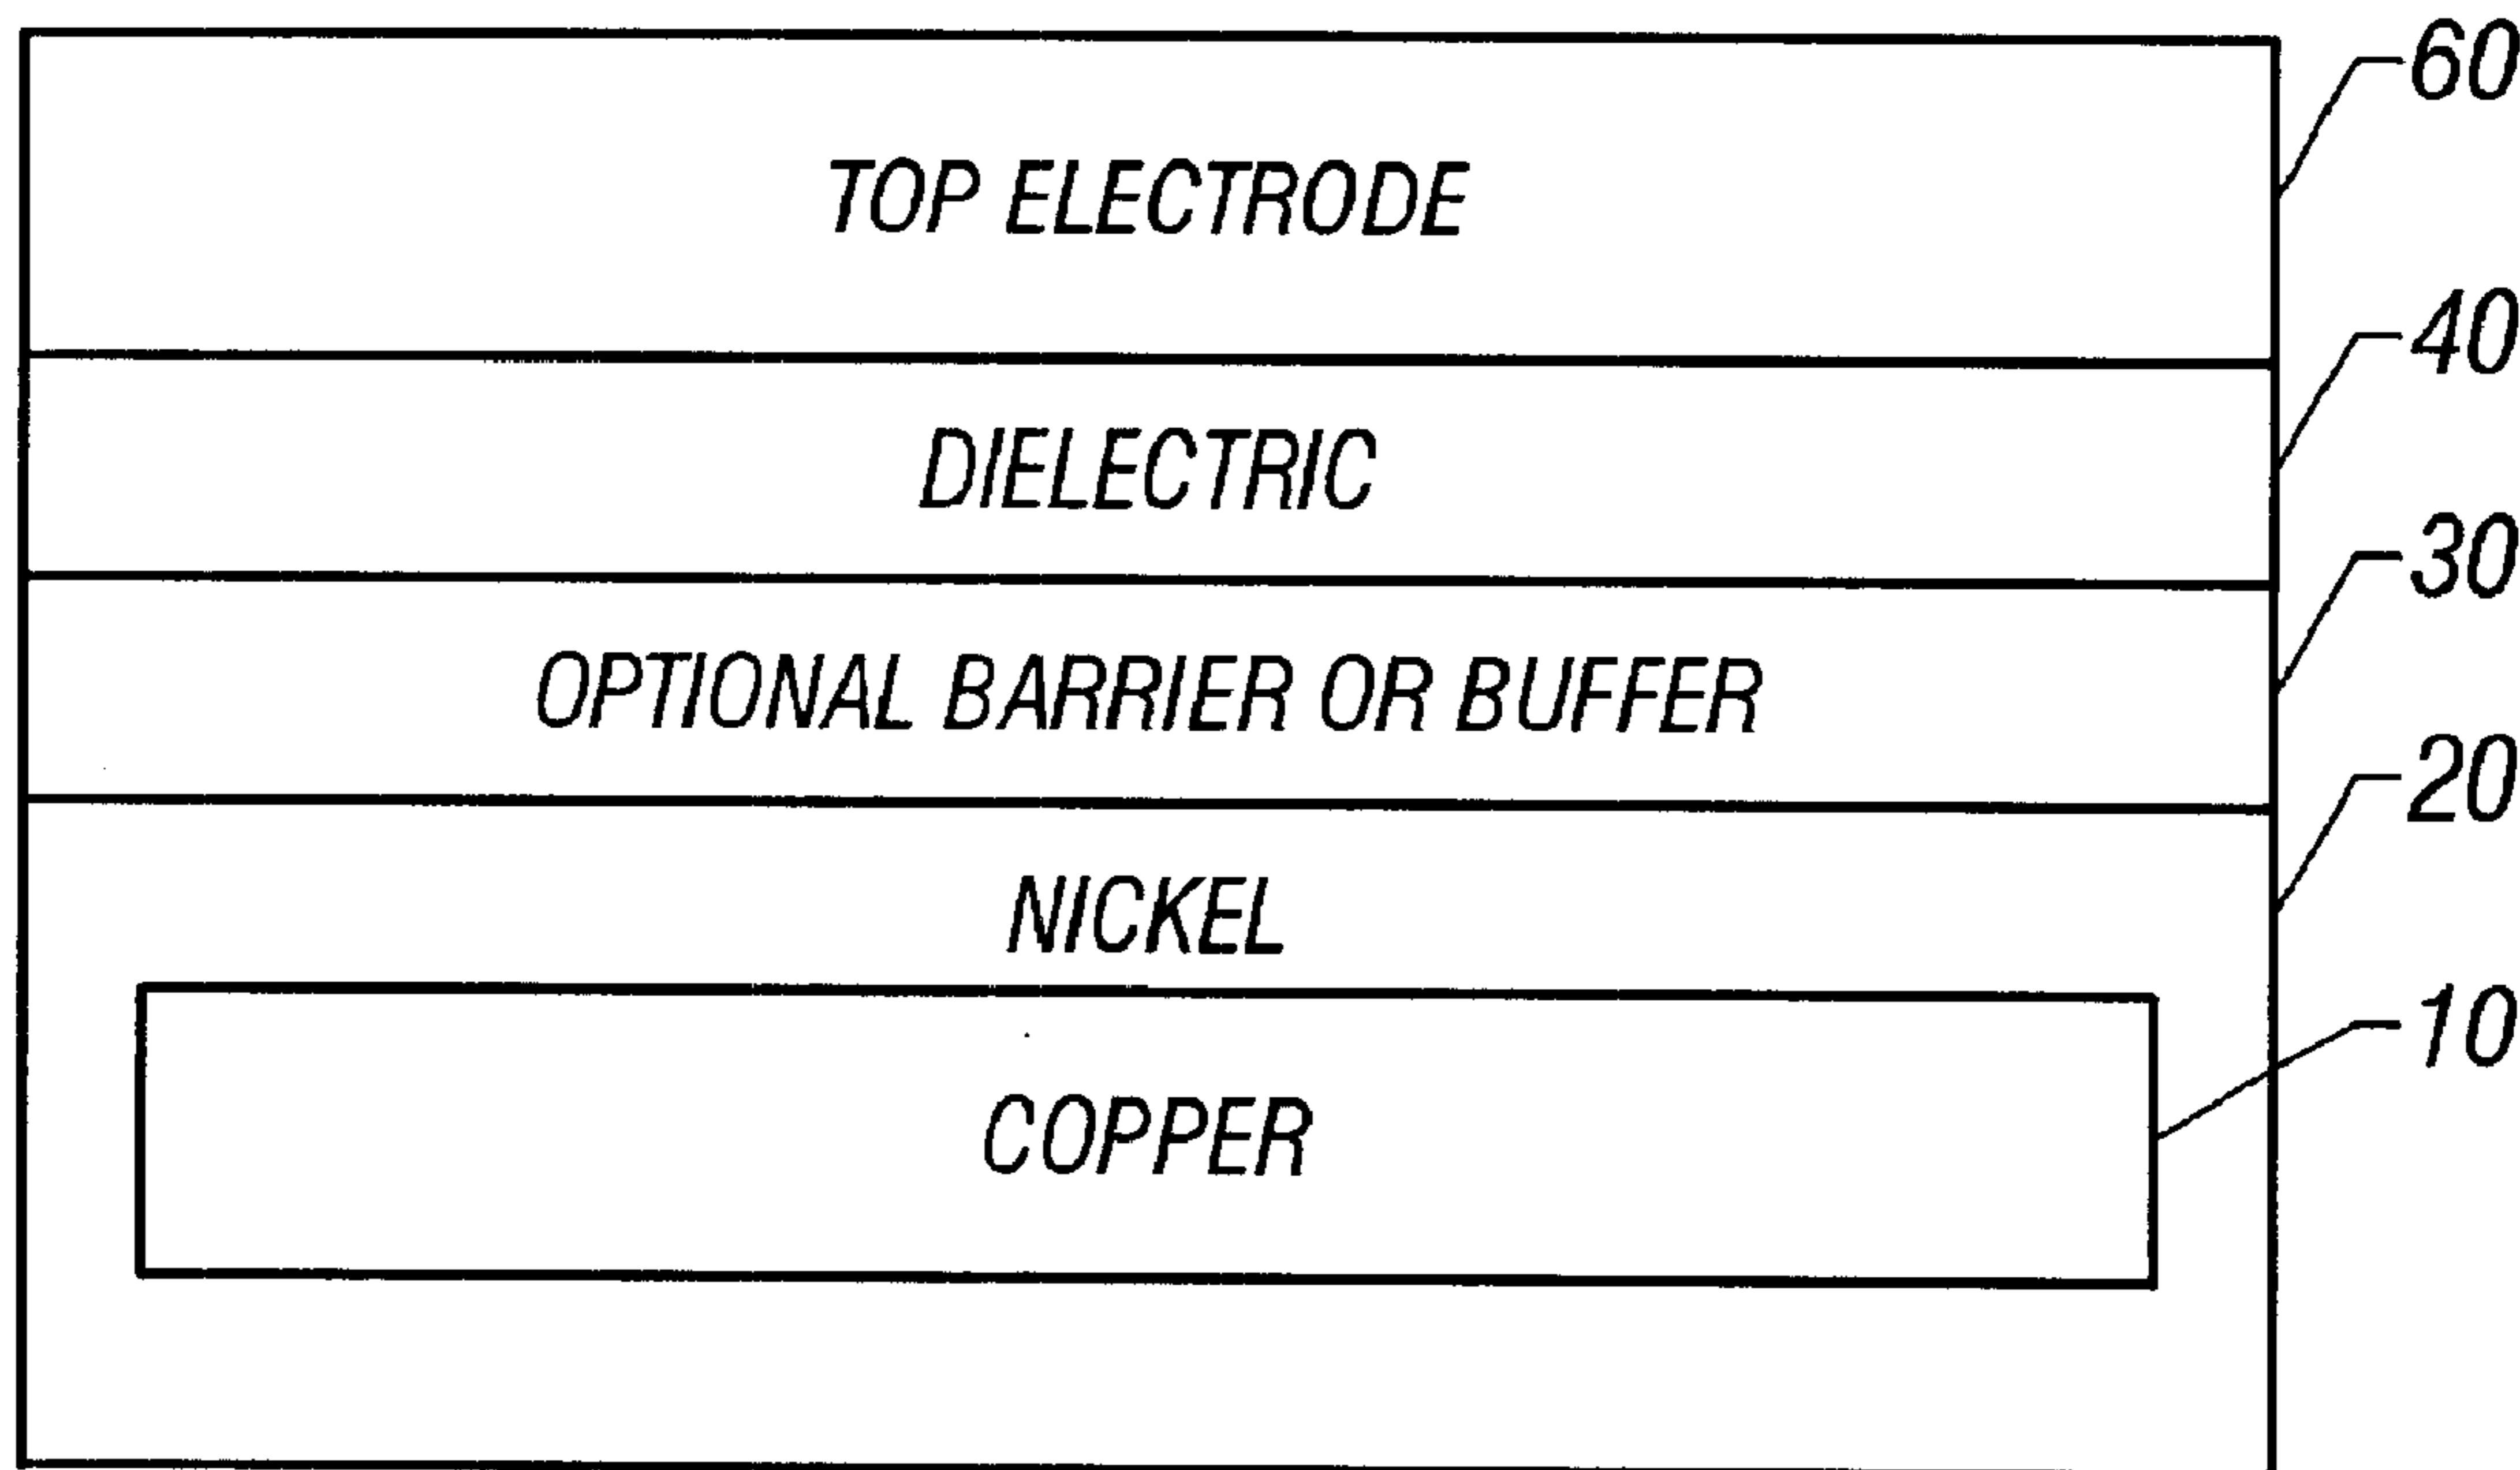 60
TOP ELECTRODE
40
DIELECTRIC
30
OPTIONAL BARRIER OR BUFFER
20
NICKEL
10
COPPER